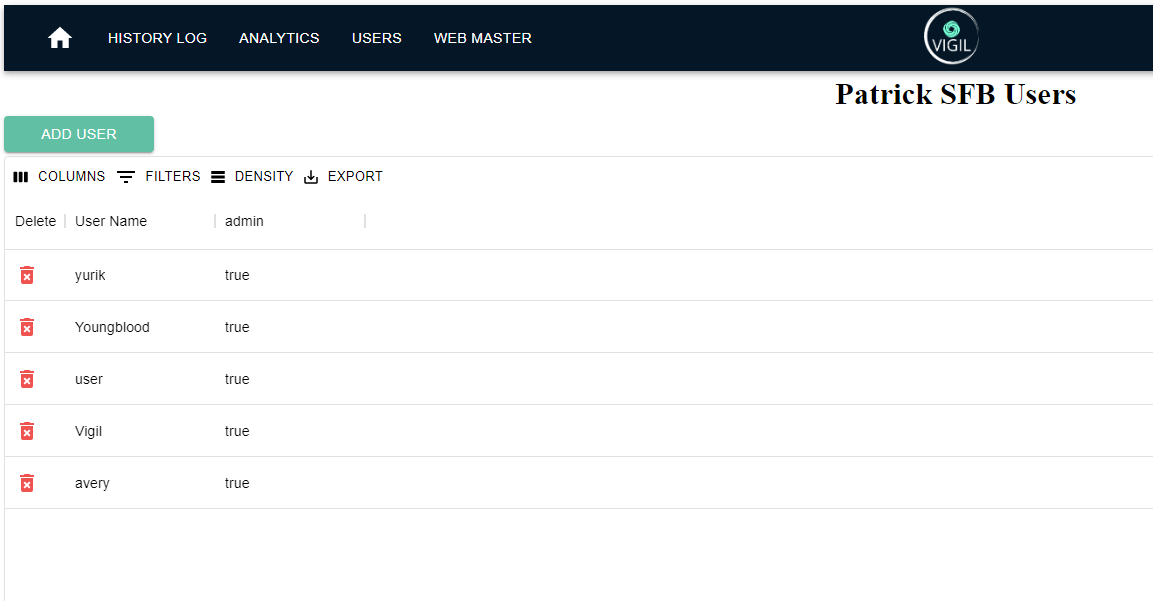 HISTORY LOG ANALYTICS USERS WEB MASTER VIGIL
Patrick SFB Users
ADD USER
COLUMNS FILTERS DENSITY EXPORT
Delete User Name admin
yurik true
Youngblood true
user true
Vigil true
avery true